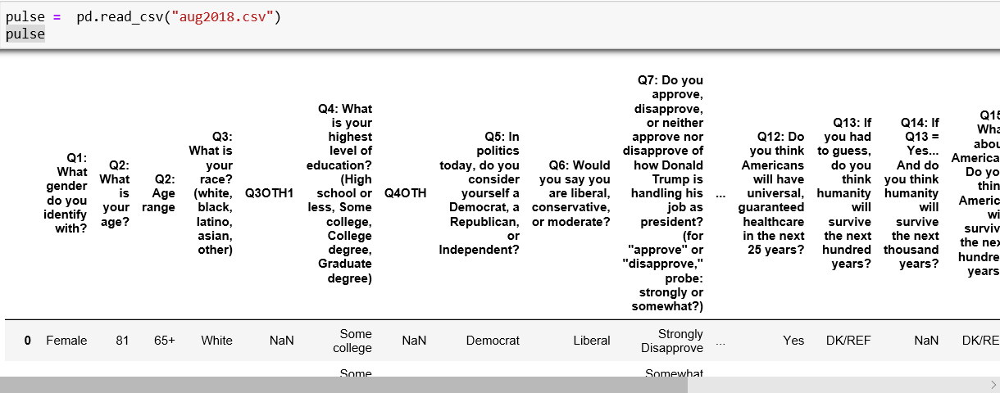 pulse = pd.read_csv("aug2018.csv")
pulse
Q1:
What
gender
do you
identify
with?
Q2:
What
is
your
age?
Q2:
Age
range
Q3:
What is
your
race?
(white,
black,
latino,
asian,
other)
Q3OTH1
Q4: What
is your
highest
level of
education?
(High
school or
less, Some
college,
College
degree,
Graduate
degree)
Q4OTH
Q5: In
politics
today, do you
consider
yourself a
Democrat, a
Republican,
or
Independent?
Q6: Would
you say you
are liberal,
conservative,
or moderate?
Q7: Do you
approve,
disapprove,
or neither
approve nor
disapprove of
how Donald
Trump is
handling his
job as
president?
(for
"approve" or
"disapprove,"
probe:
strongly or
somewhat?)
...
Q12: Do
you think
Americans
will have
universal,
guaranteed
healthcare
in the next
25 years?
Q13: If
you had
to guess,
do you
think
humanity
will
survive
the next
hundred
years?
Q14: If
Q13 =
Yes...
And do
you think
humanity
will
survive
the next
thousand
years?
Q15
Wha
abou
America
Do yo
thin
Americ
wi
surviv
the nex
hundre
years
0 Female 81 65+ White NaN Some college NaN Democrat Liberal Strongly Disapprove ... Yes DK/REF NaN DK/RE
Some Somewhat